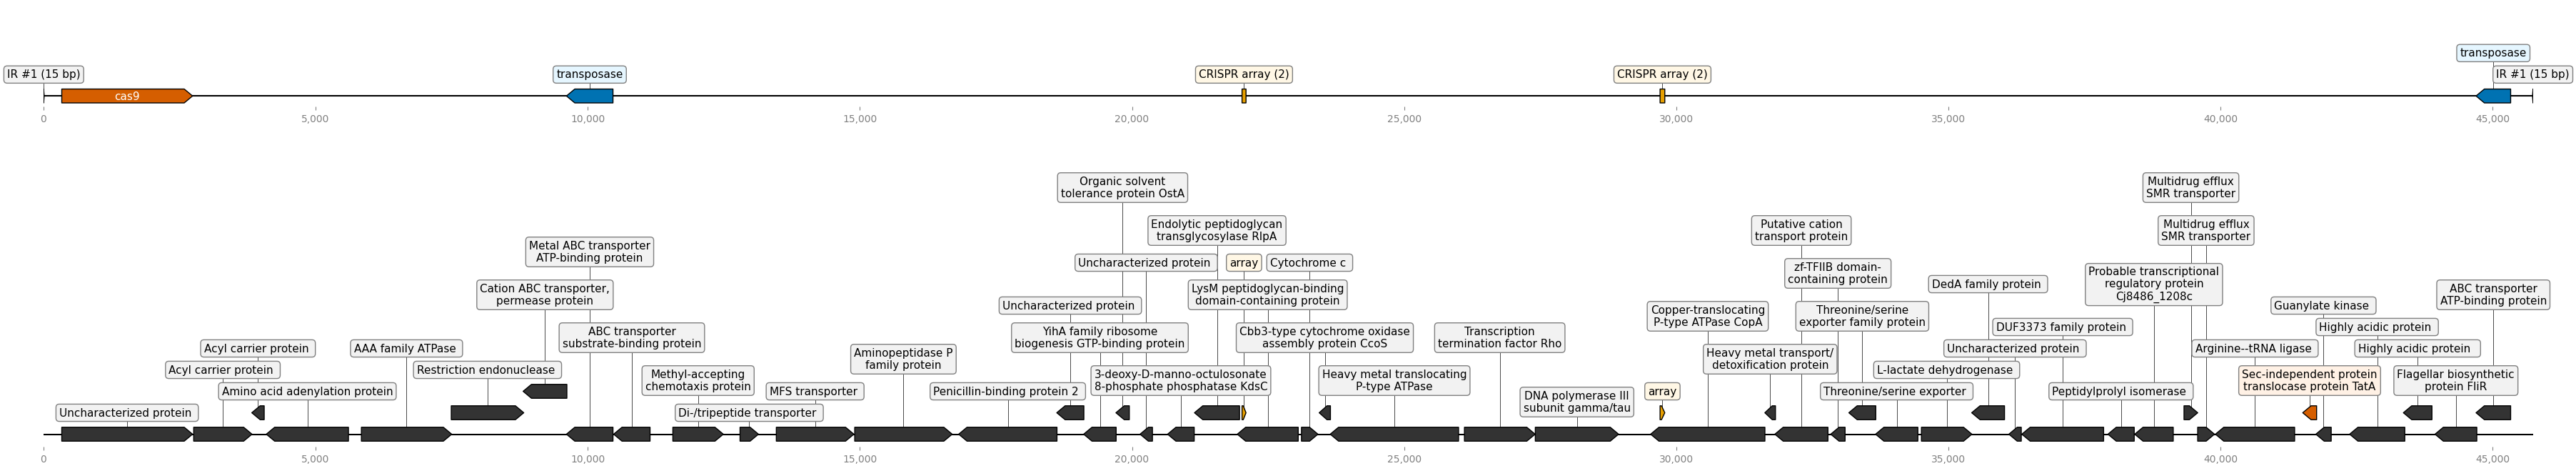 transposase
IR #1 (15 bp)
transposase
CRISPR array (2)
CRISPR array (2)
IR #1 (15 bp)
cas9
0
5,000
10,000
15,000
20,000
25,000
30,000
35,000
40,000
45,000
Organic solvent
tolerance protein OstA
Multidrug efflux
SMR transporter
Endolytic peptidoglycan
transglycosylase RlpA
Putative cation
transport protein
Multidrug efflux
SMR transporter
Metal ABC transporter
ATP-binding protein
Uncharacterized protein
array
Cytochrome c
zf-TFIIB domain-
containing protein
Probable transcriptional
regulatory protein
Cj8486_1208c
DedA family protein
Cation ABC transporter,
permease protein
LysM peptidoglycan-binding
domain-containing protein
ABC transporter
ATP-binding protein
Uncharacterized protein
Copper-translocating
P-type ATPase CopA
Threonine/serine
exporter family protein
Guanylate kinase
ABC transporter
substrate-binding protein
YihA family ribosome
biogenesis GTP-binding protein
Cbb3-type cytochrome oxidase
assembly protein CcoS
Transcription
termination factor Rho
DUF3373 family protein
Highly acidic protein
Acyl carrier protein
AAA family ATPase
Aminopeptidase P
family protein
Heavy metal transport/
detoxification protein
Uncharacterized protein
Arginine--tRNA ligase
Highly acidic protein
Acyl carrier protein
Restriction endonuclease
Methyl-accepting
chemotaxis protein
3-deoxy-D-manno-octulosonate
8-phosphate phosphatase KdsC
Heavy metal translocating
P-type ATPase
L-lactate dehydrogenase
Sec-independent protein
translocase protein TatA
Flagellar biosynthetic
protein FliR
Amino acid adenylation protein
MFS transporter
Penicillin-binding protein 2
DNA polymerase III
subunit gamma/tau
array
Threonine/serine exporter
Peptidylprolyl isomerase
Uncharacterized protein
Di-/tripeptide transporter
0
5,000
10,000
15,000
20,000
25,000
30,000
35,000
40,000
45,000